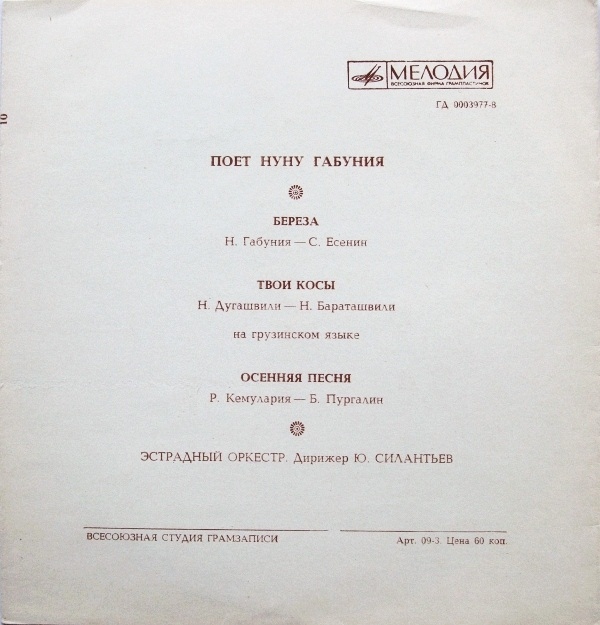 МЕЛОДИЯ
ВСЕСОЮЗНАЯ ФИРМА ГРАМПЛАСТИНОК
ГД 0003977-8
10
ПОЕТ НУНУ ГАБУНИЯ
БЕРЕЗА
Н. Габуния — С. Есенин
ТВОИ КОСЫ
Н. Дугашвили — Н. Бараташвили
на грузинском языке
ОСЕННЯЯ ПЕСНЯ
Р. Кемулария — Б. Пургалин
ЭСТРАДНЫЙ ОРКЕСТР. Дирижер Ю. СИЛАНТЬЕВ
ВСЕСОЮЗНАЯ СТУДИЯ ГРАМЗАПИСИ
Арт. 09-3. Цена 60 коп.